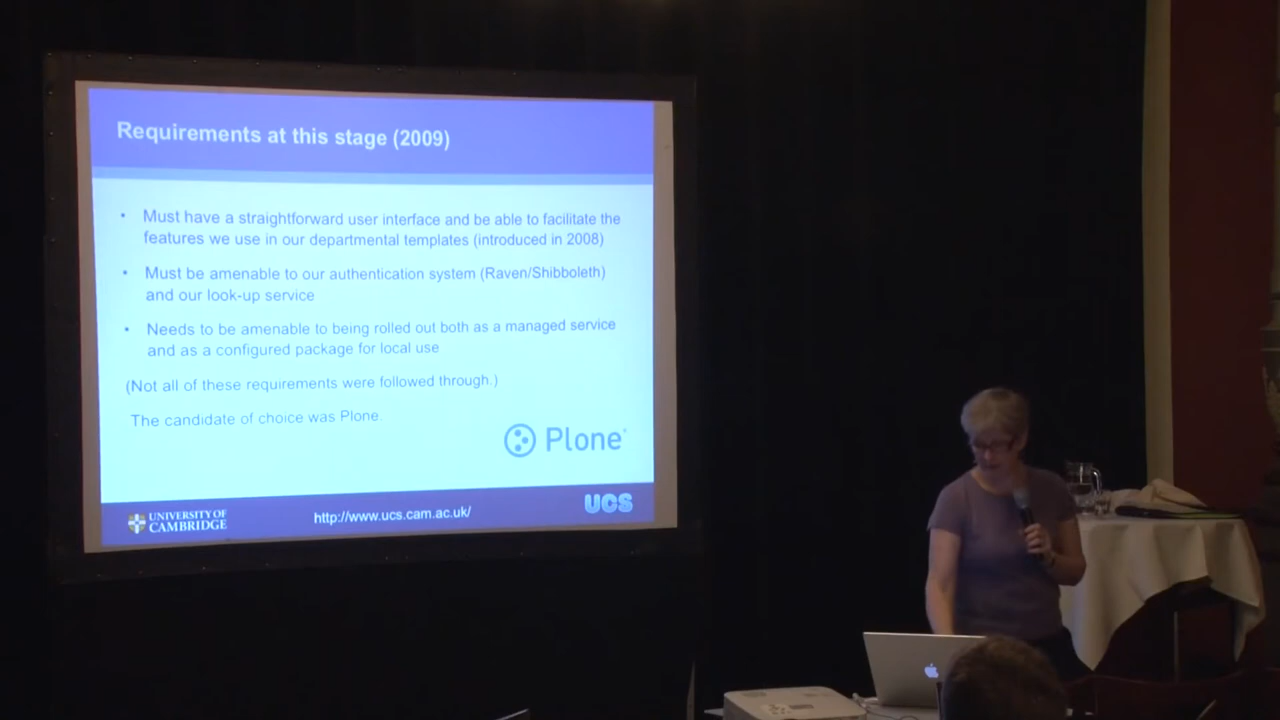 Requirements at this stage (2009)
• Must have a straightforward user interface and be able to facilitate the
features we use in our departmental templates (introduced in 2008)
• Must be amenable to our authentication system (Raven/Shibboleth)
and our look-up service
• Needs to be amenable to being rolled out both as a managed service
and as a configured package for local use
(Not all of these requirements were followed through.)
The candidate of choice was Plone.
Plone
UNIVERSITY OF
CAMBRIDGE
http://www.ucs.cam.ac.uk/
UCS